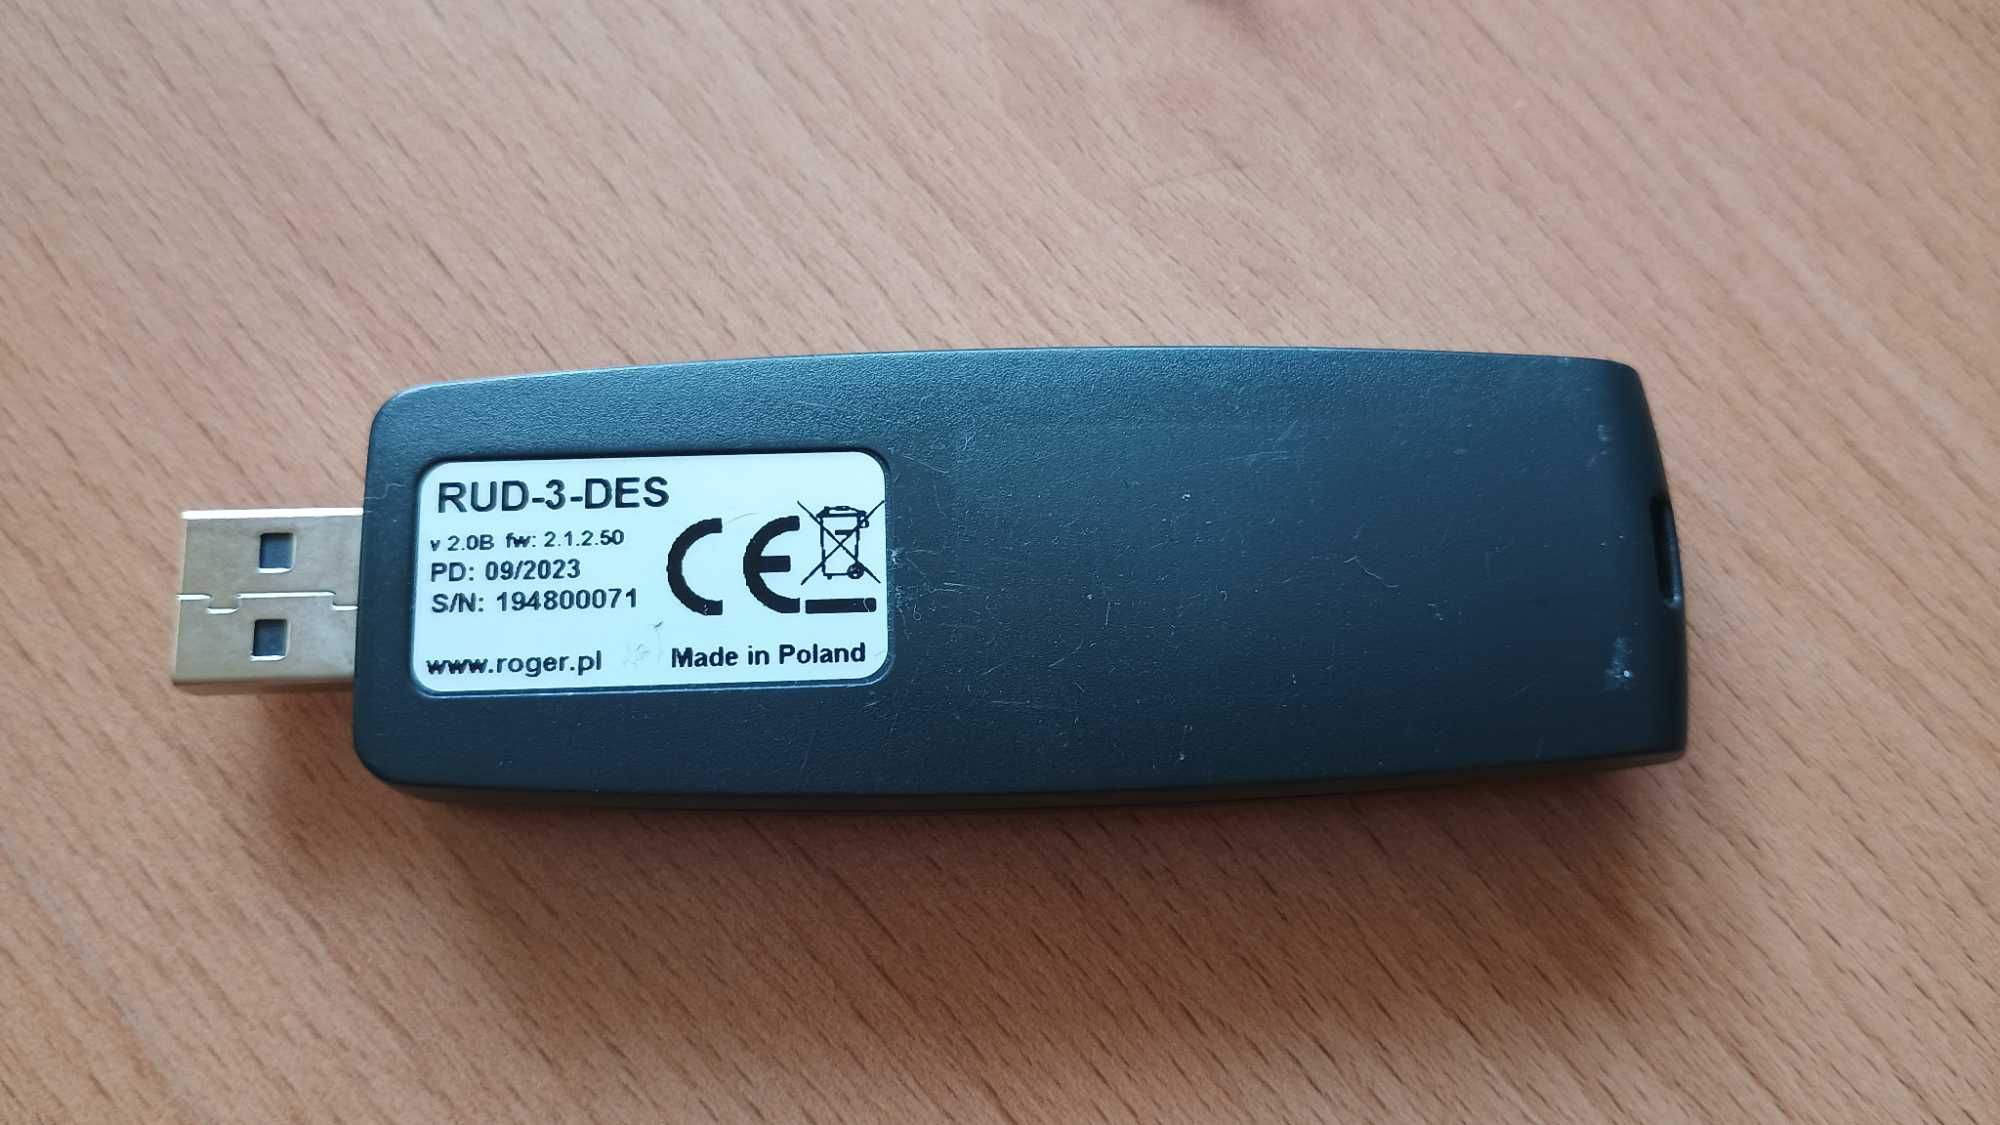 RUD-3-DES
v 2.0B fw: 2.1.2.50
PD: 09/2023
S/N: 194800071
CE
www.roger.pl
Made in Poland